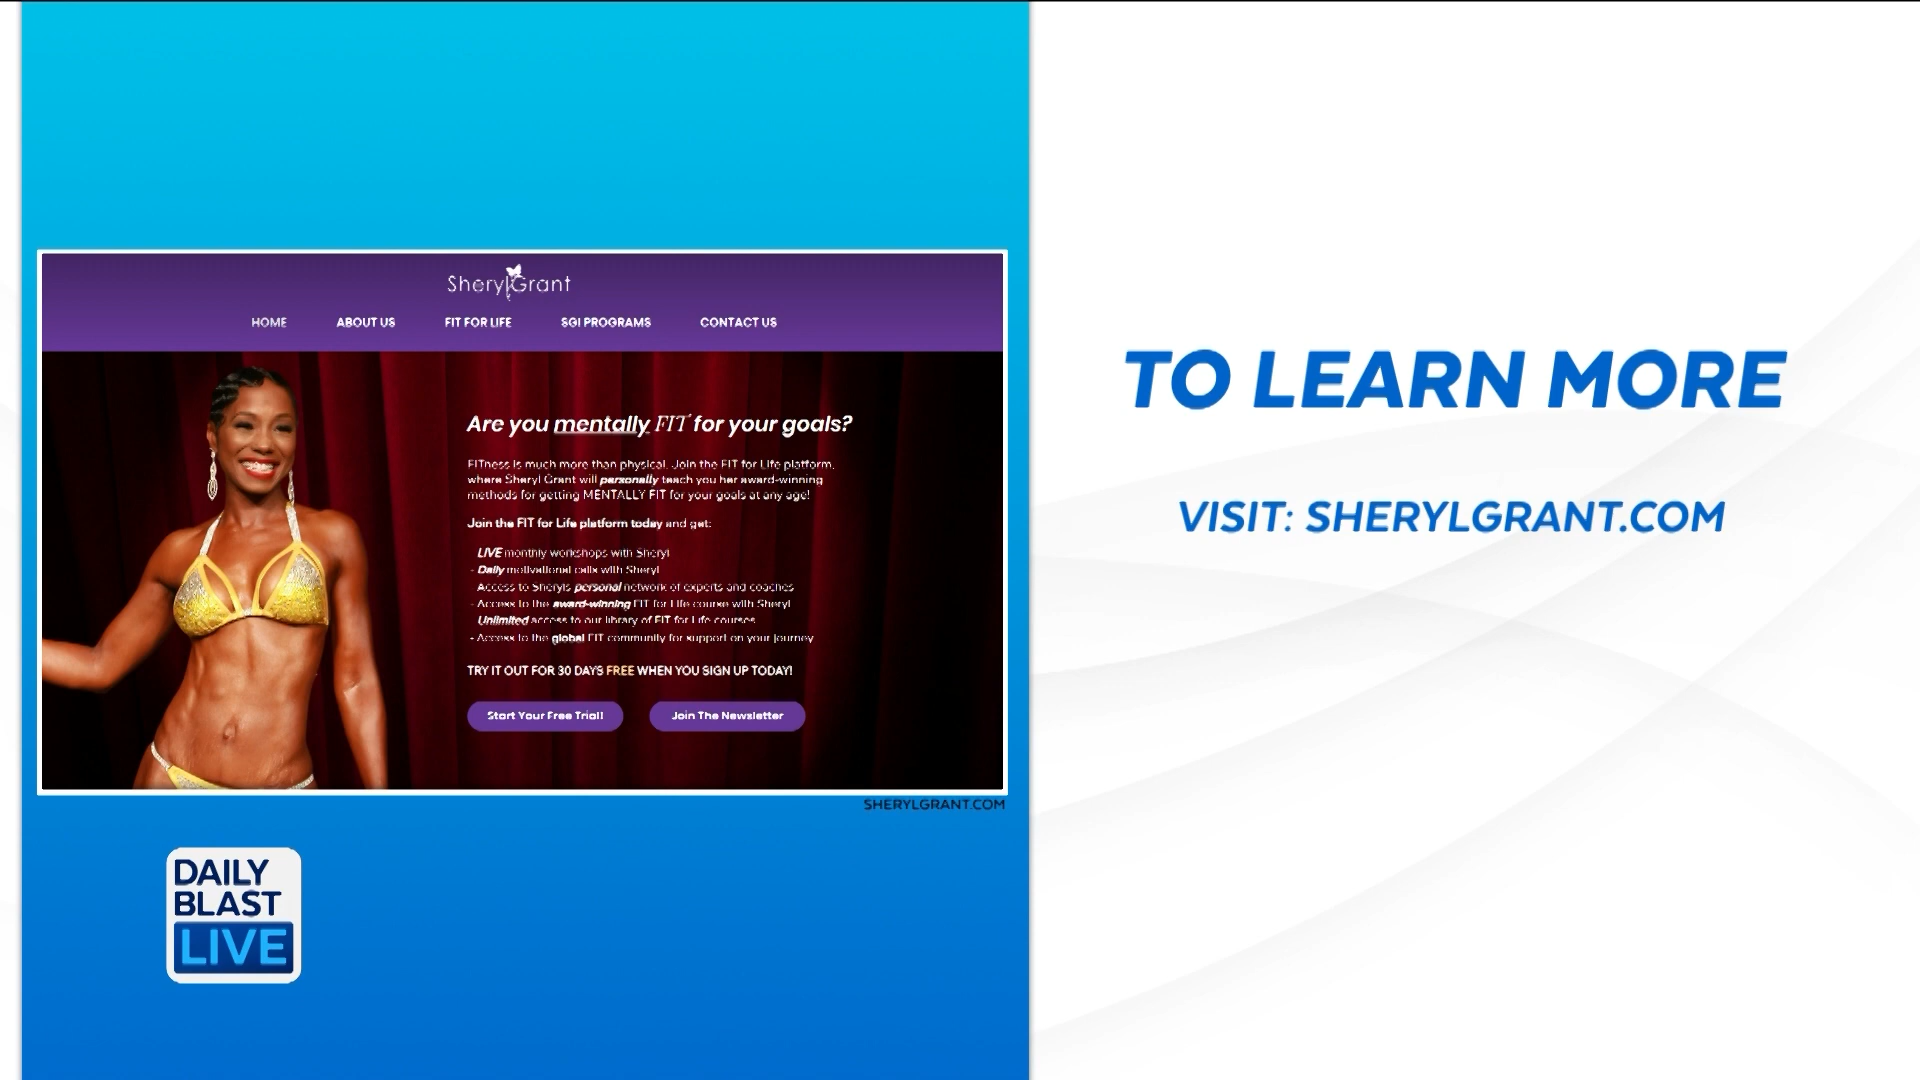 SherylGrant
HOME ABOUT US FIT FOR LIFE SGI PROGRAMS CONTACT US
Are you mentally FIT for your goals?
FITness is much more than physical. Join the FIT for Life platform,
where Sheryl Grant will personally teach you her award-winning
methods for getting MENTALLY FIT for your goals at any age!
Join the FIT for Life platform today and get:
LIVE monthly workshops with Sheryl
- Daily motivational calls with Sheryl
Access to Sheryls personal network of experts and coaches
- Access to the award-winning FIT for Life course with Sheryl
Unlimited access to our library of FIT for Life courses
- Access to the global FIT community for support on your journey
TRY IT OUT FOR 30 DAYS FREE WHEN YOU SIGN UP TODAY!
Start Your Free Trial! Join The Newsletter
SHERYLGRANT.COM
DAILY
BLAST
LIVE
TO LEARN MORE
VISIT: SHERYLGRANT.COM